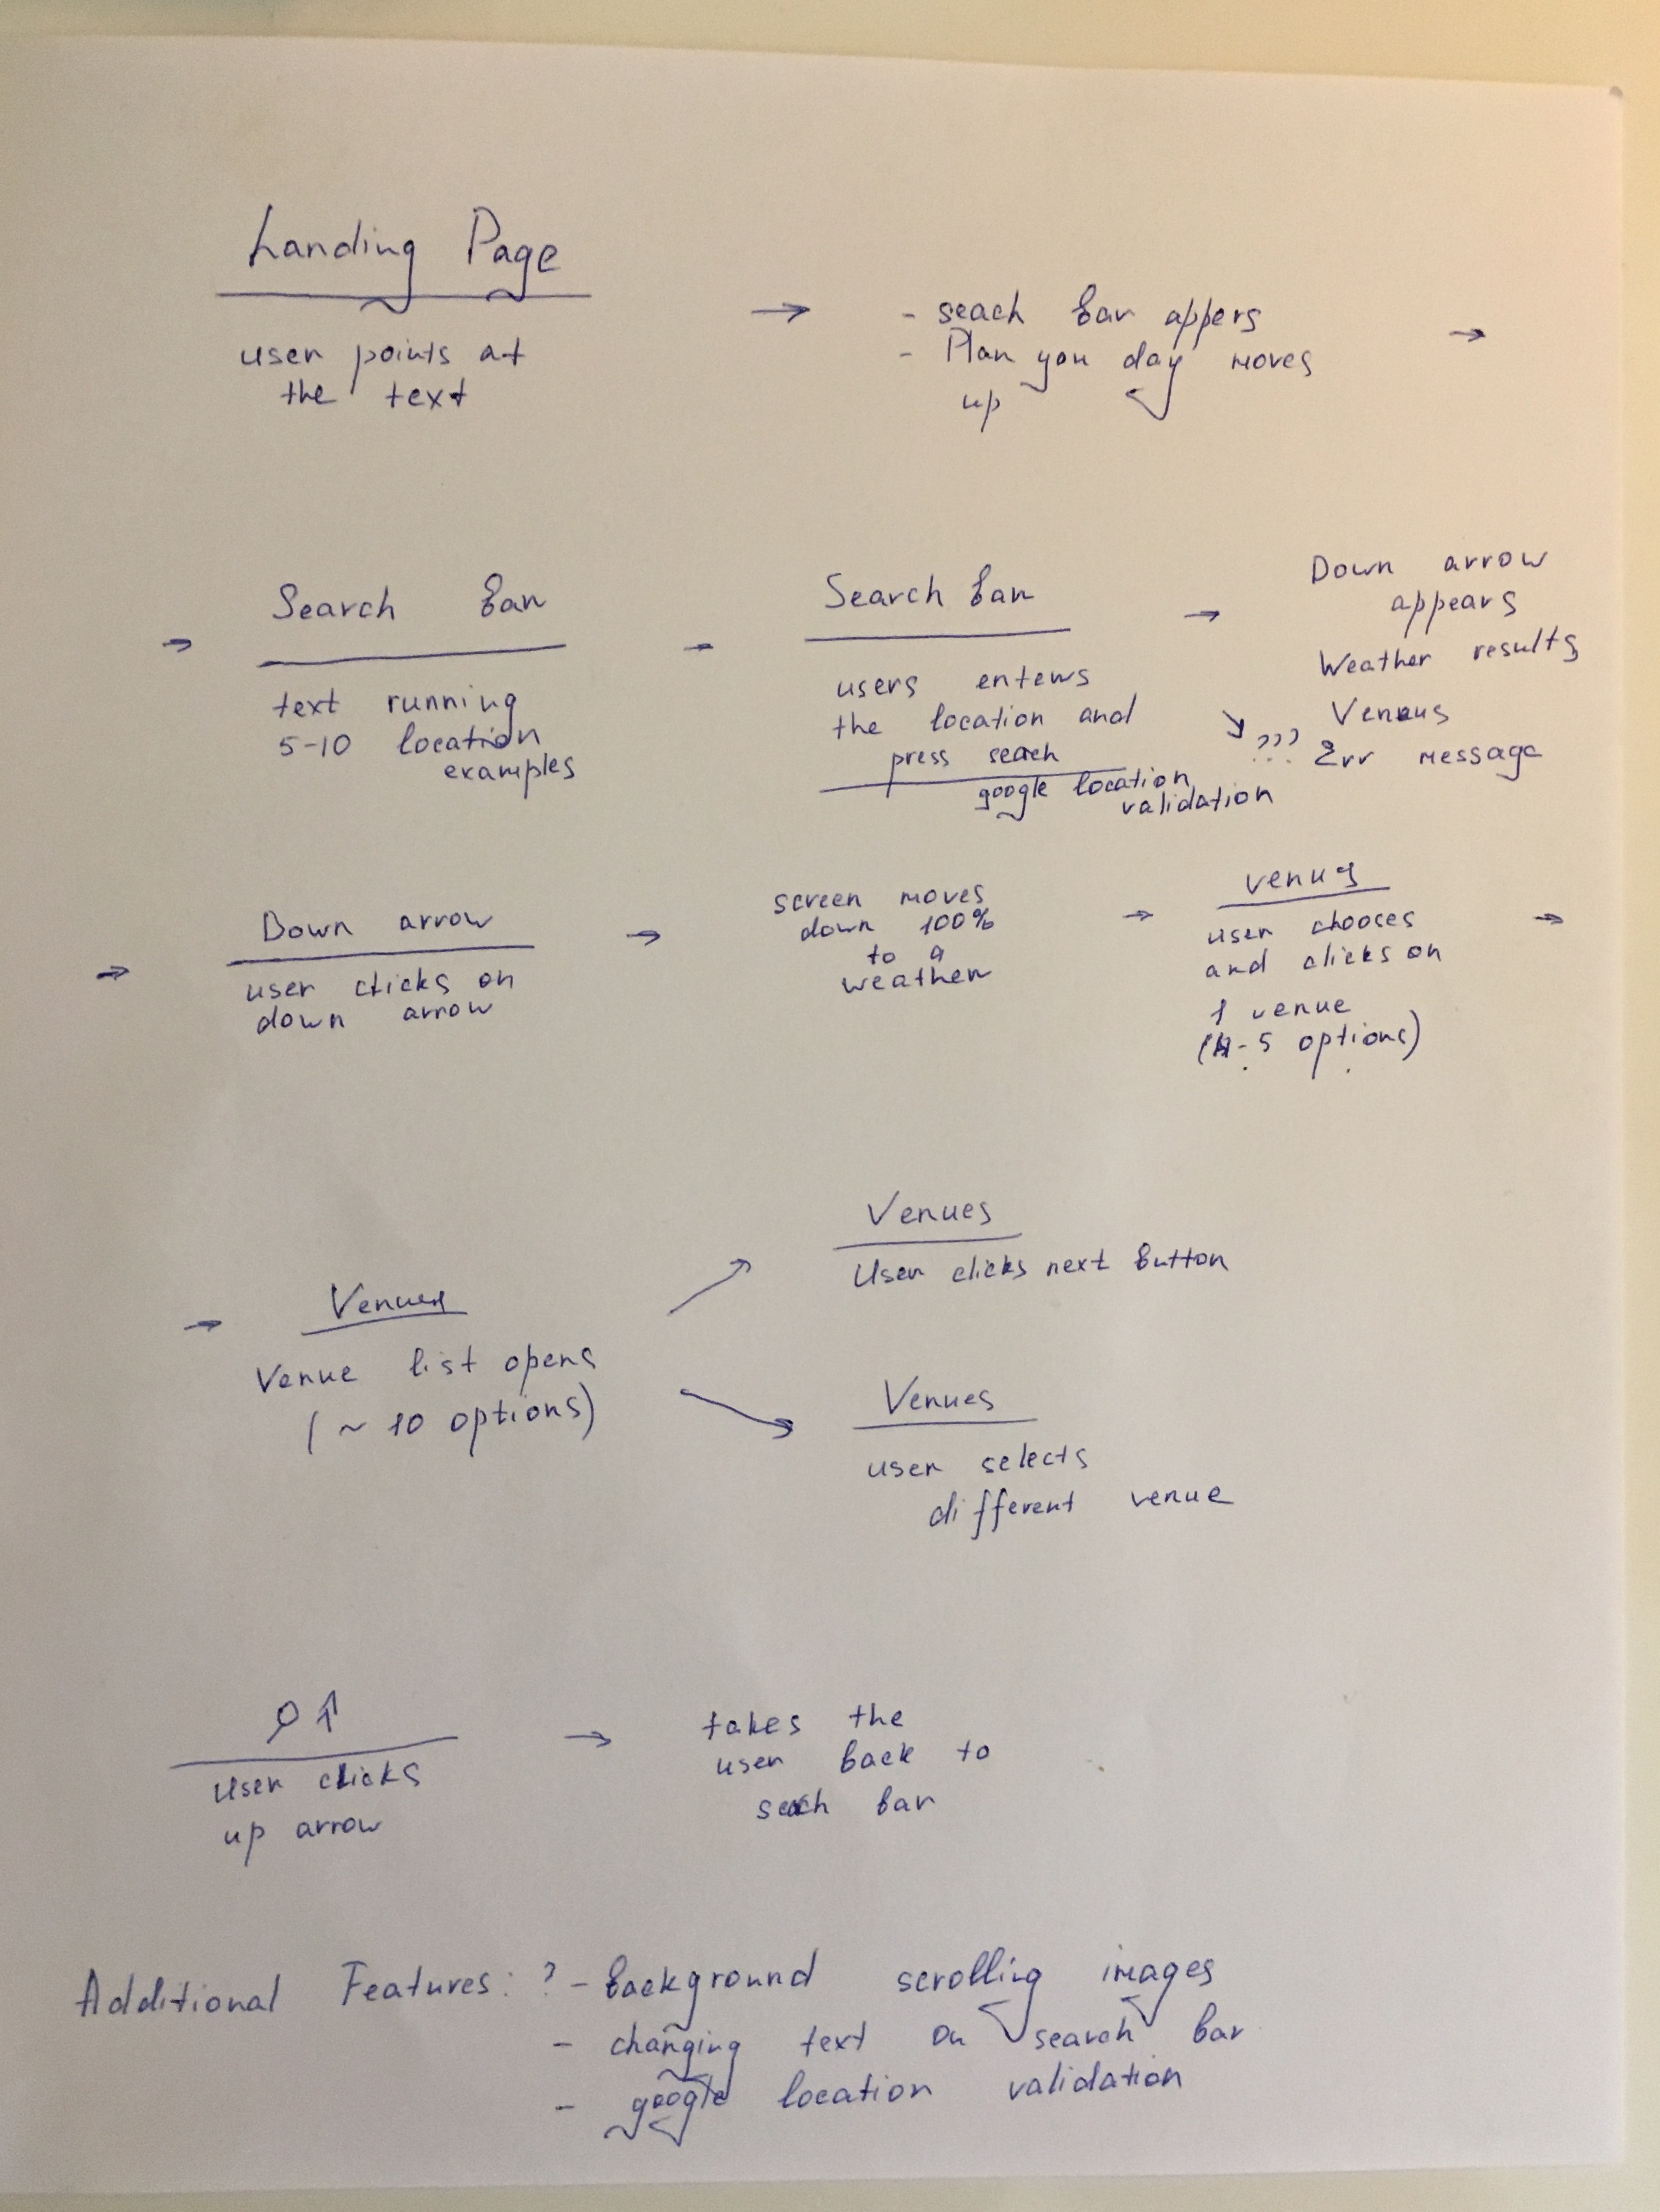 Landing Page
user points at
the text
→
- seach bar appers
- Plan you day moves
up
→
→
Search bar
text running
5-10 location
examples
→
Search bar
users enters
the location and
press seach
google location
validation
→
Down arrow
appears
Weather results
Venues
↘ ??? Err message
→
Down arrow
user clicks on
down arrow
→
screen moves
down 100%
to a
weather
→
venus
user chooses
and clicks on
1 venue
(4-5 options)
→
→
Venues
Venue list opens
(~ 10 options)
Venues
User clicks next button
Venues
user selects
different venue
User clicks
up arrow
→
takes the
user back to
seach bar
Additional Features: ? - background scrolling images
- changing text on search bar
- google location validation